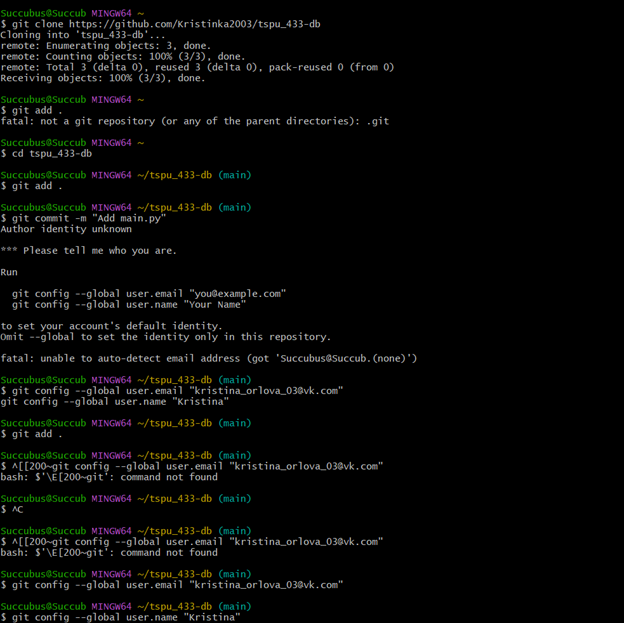 Succubus@Succub MINGW64 ~
$ git clone https://github.com/Kristinka2003/tspu_433-db
Cloning into 'tspu_433-db'...
remote: Enumerating objects: 3, done.
remote: Counting objects: 100% (3/3), done.
remote: Total 3 (delta 0), reused 3 (delta 0), pack-reused 0 (from 0)
Receiving objects: 100% (3/3), done.
Succubus@Succub MINGW64 ~
$ git add .
fatal: not a git repository (or any of the parent directories): .git
Succubus@Succub MINGW64 ~
$ cd tspu_433-db
Succubus@Succub MINGW64 ~/tspu_433-db (main)
$ git add .
Succubus@Succub MINGW64 ~/tspu_433-db (main)
$ git commit -m "Add main.py"
Author identity unknown
*** Please tell me who you are.
Run
git config --global user.email "you@example.com"
git config --global user.name "Your Name"
to set your account's default identity.
Omit --global to set the identity only in this repository.
fatal: unable to auto-detect email address (got 'Succubus@Succub.(none)')
Succubus@Succub MINGW64 ~/tspu_433-db (main)
$ git config --global user.email "kristina_orlova_03@vk.com"
git config --global user.name "Kristina"
Succubus@Succub MINGW64 ~/tspu_433-db (main)
$ git add .
Succubus@Succub MINGW64 ~/tspu_433-db (main)
$ ^[[200~git config --global user.email "kristina_orlova_03@vk.com"
bash: $'\E[200~git': command not found
Succubus@Succub MINGW64 ~/tspu_433-db (main)
$ ^C
Succubus@Succub MINGW64 ~/tspu_433-db (main)
$ ^[[200~git config --global user.email "kristina_orlova_03@vk.com"
bash: $'\E[200~git': command not found
Succubus@Succub MINGW64 ~/tspu_433-db (main)
$ git config --global user.email "kristina_orlova_03@vk.com"
Succubus@Succub MINGW64 ~/tspu_433-db (main)
$ git config --global user.name "Kristina"